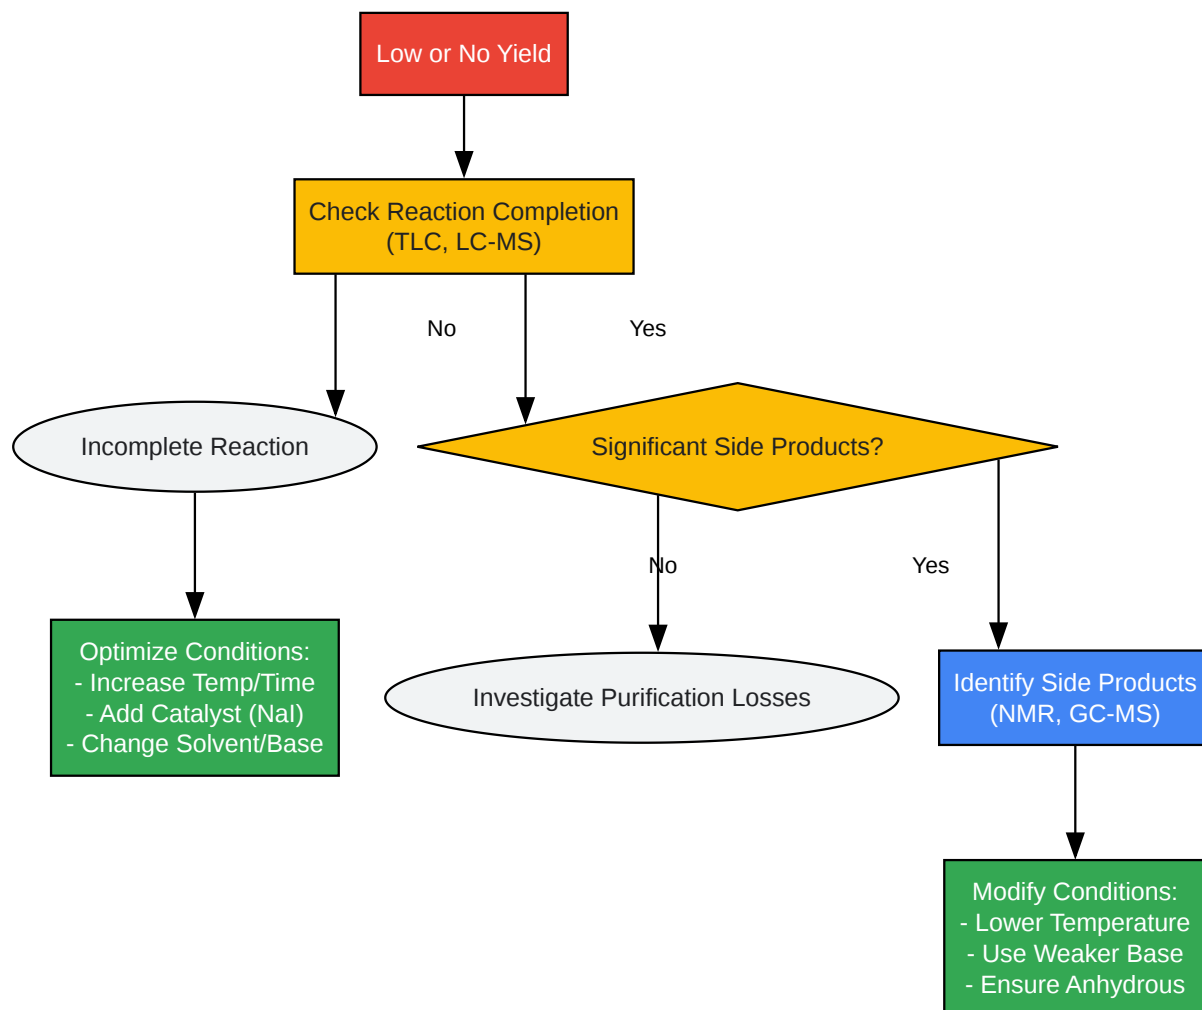 Low or No Yield
Check Reaction Completion
(TLC, LC-MS)
No
Yes
Incomplete Reaction
Significant Side Products?
No
Yes
Optimize Conditions:
- Increase Temp/Time
- Add Catalyst (NaI)
- Change Solvent/Base
Investigate Purification Losses
Identify Side Products
(NMR, GC-MS)
Modify Conditions:
- Lower Temperature
- Use Weaker Base
- Ensure Anhydrous